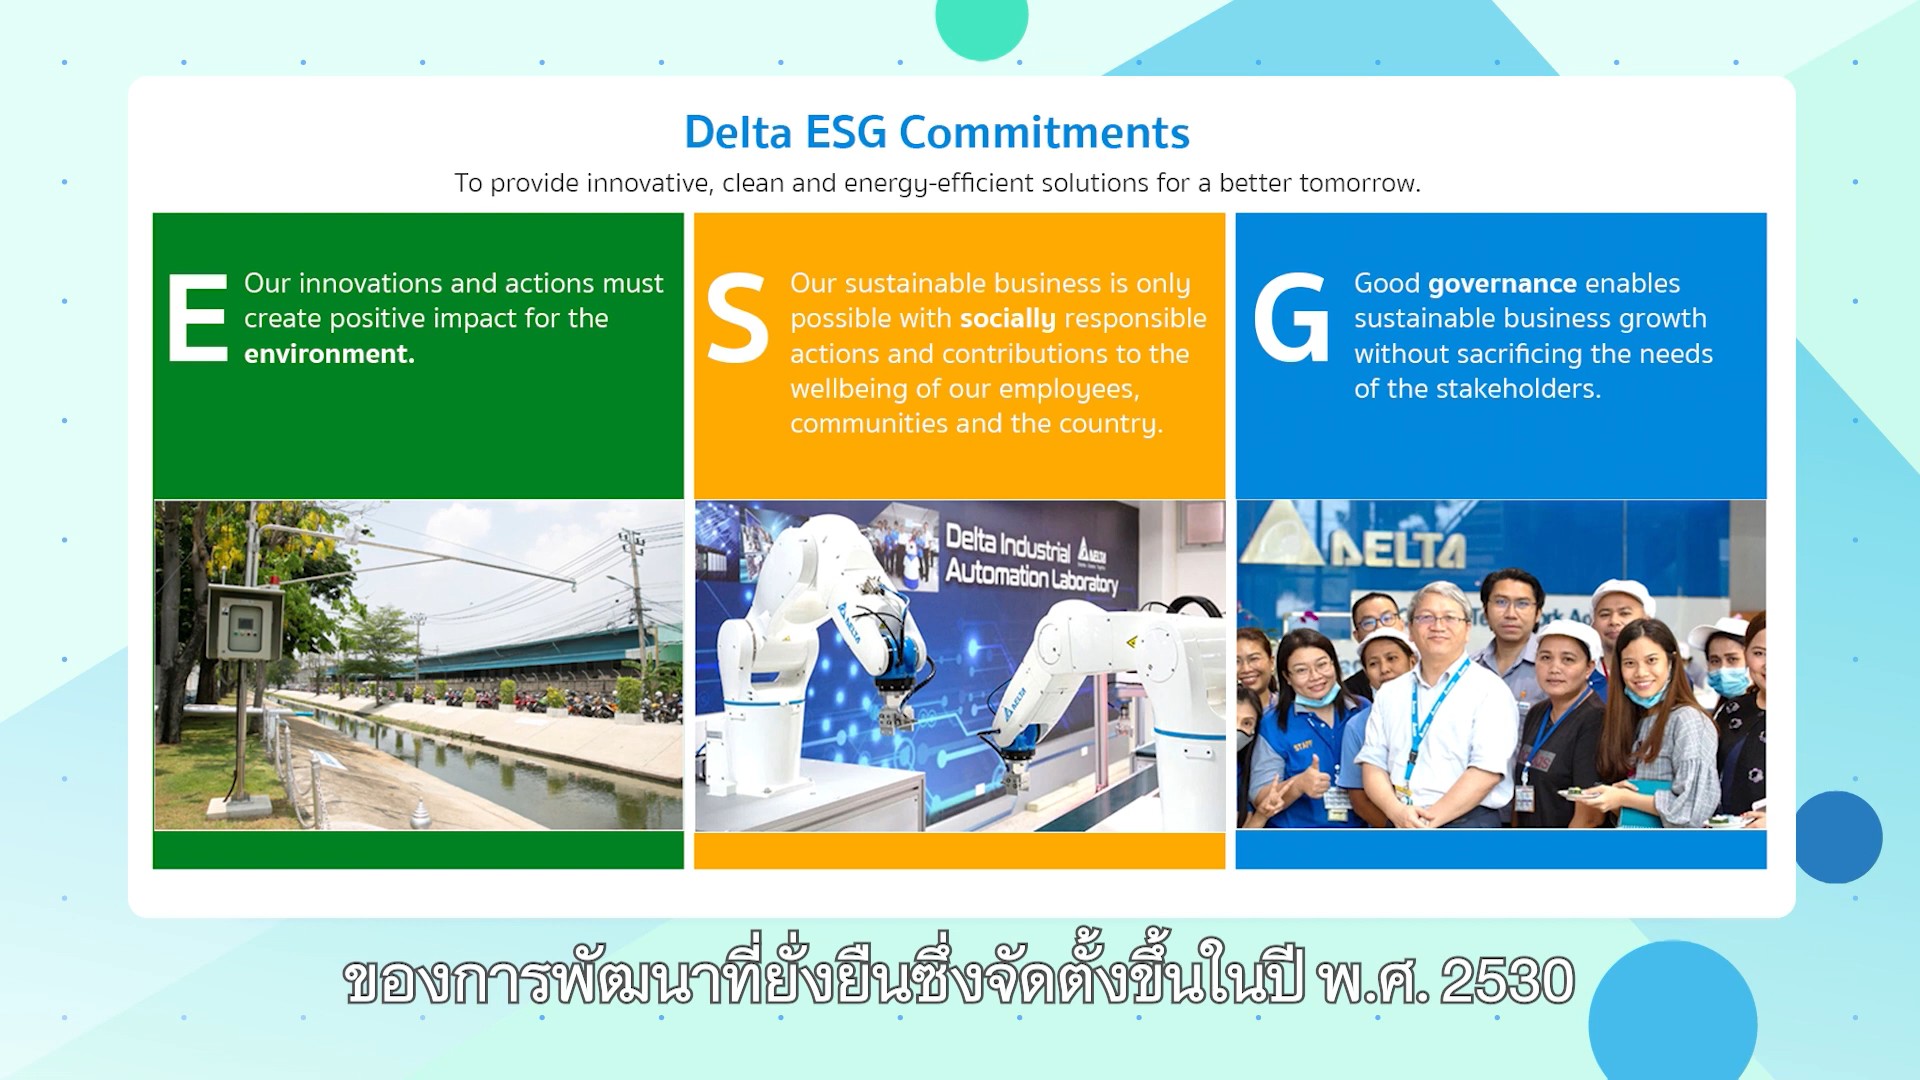 Delta ESG Commitments
To provide innovative, clean and energy-efficient solutions for a better tomorrow.
E
Our innovations and actions must
create positive impact for the
environment.
S
Our sustainable business is only
possible with socially responsible
actions and contributions to the
wellbeing of our employees,
communities and the country.
G
Good governance enables
sustainable business growth
without sacrificing the needs
of the stakeholders.
Delta Industrial
Automation Laboratory
DELTA
DELTA
DELTA
DELTA
STAFF
ของการพัฒนาที่ยั่งยืนซึ่งจัดตั้งขึ้นในปี พ.ศ. 2530